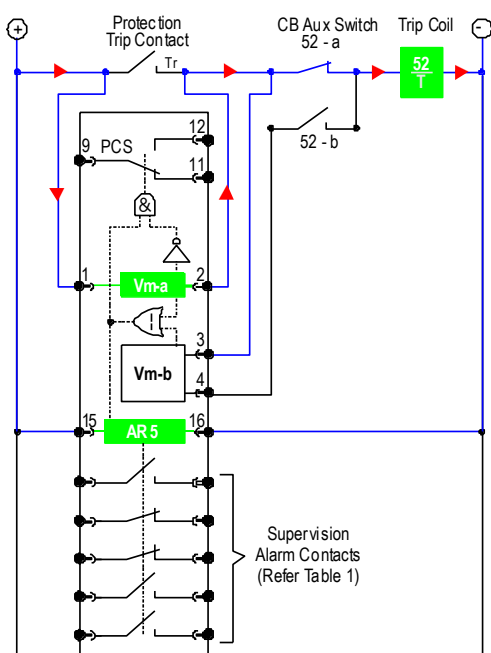 Protection
Trip Contact
CB Aux Switch
52 - a
Trip Coil
+
-
Tr
52
T
52 - b
12
9
PCS
11
&
1
Vm-a
2
3
Vm-b
4
15
AR 5
16
Supervision
Alarm Contacts
(Refer Table 1)